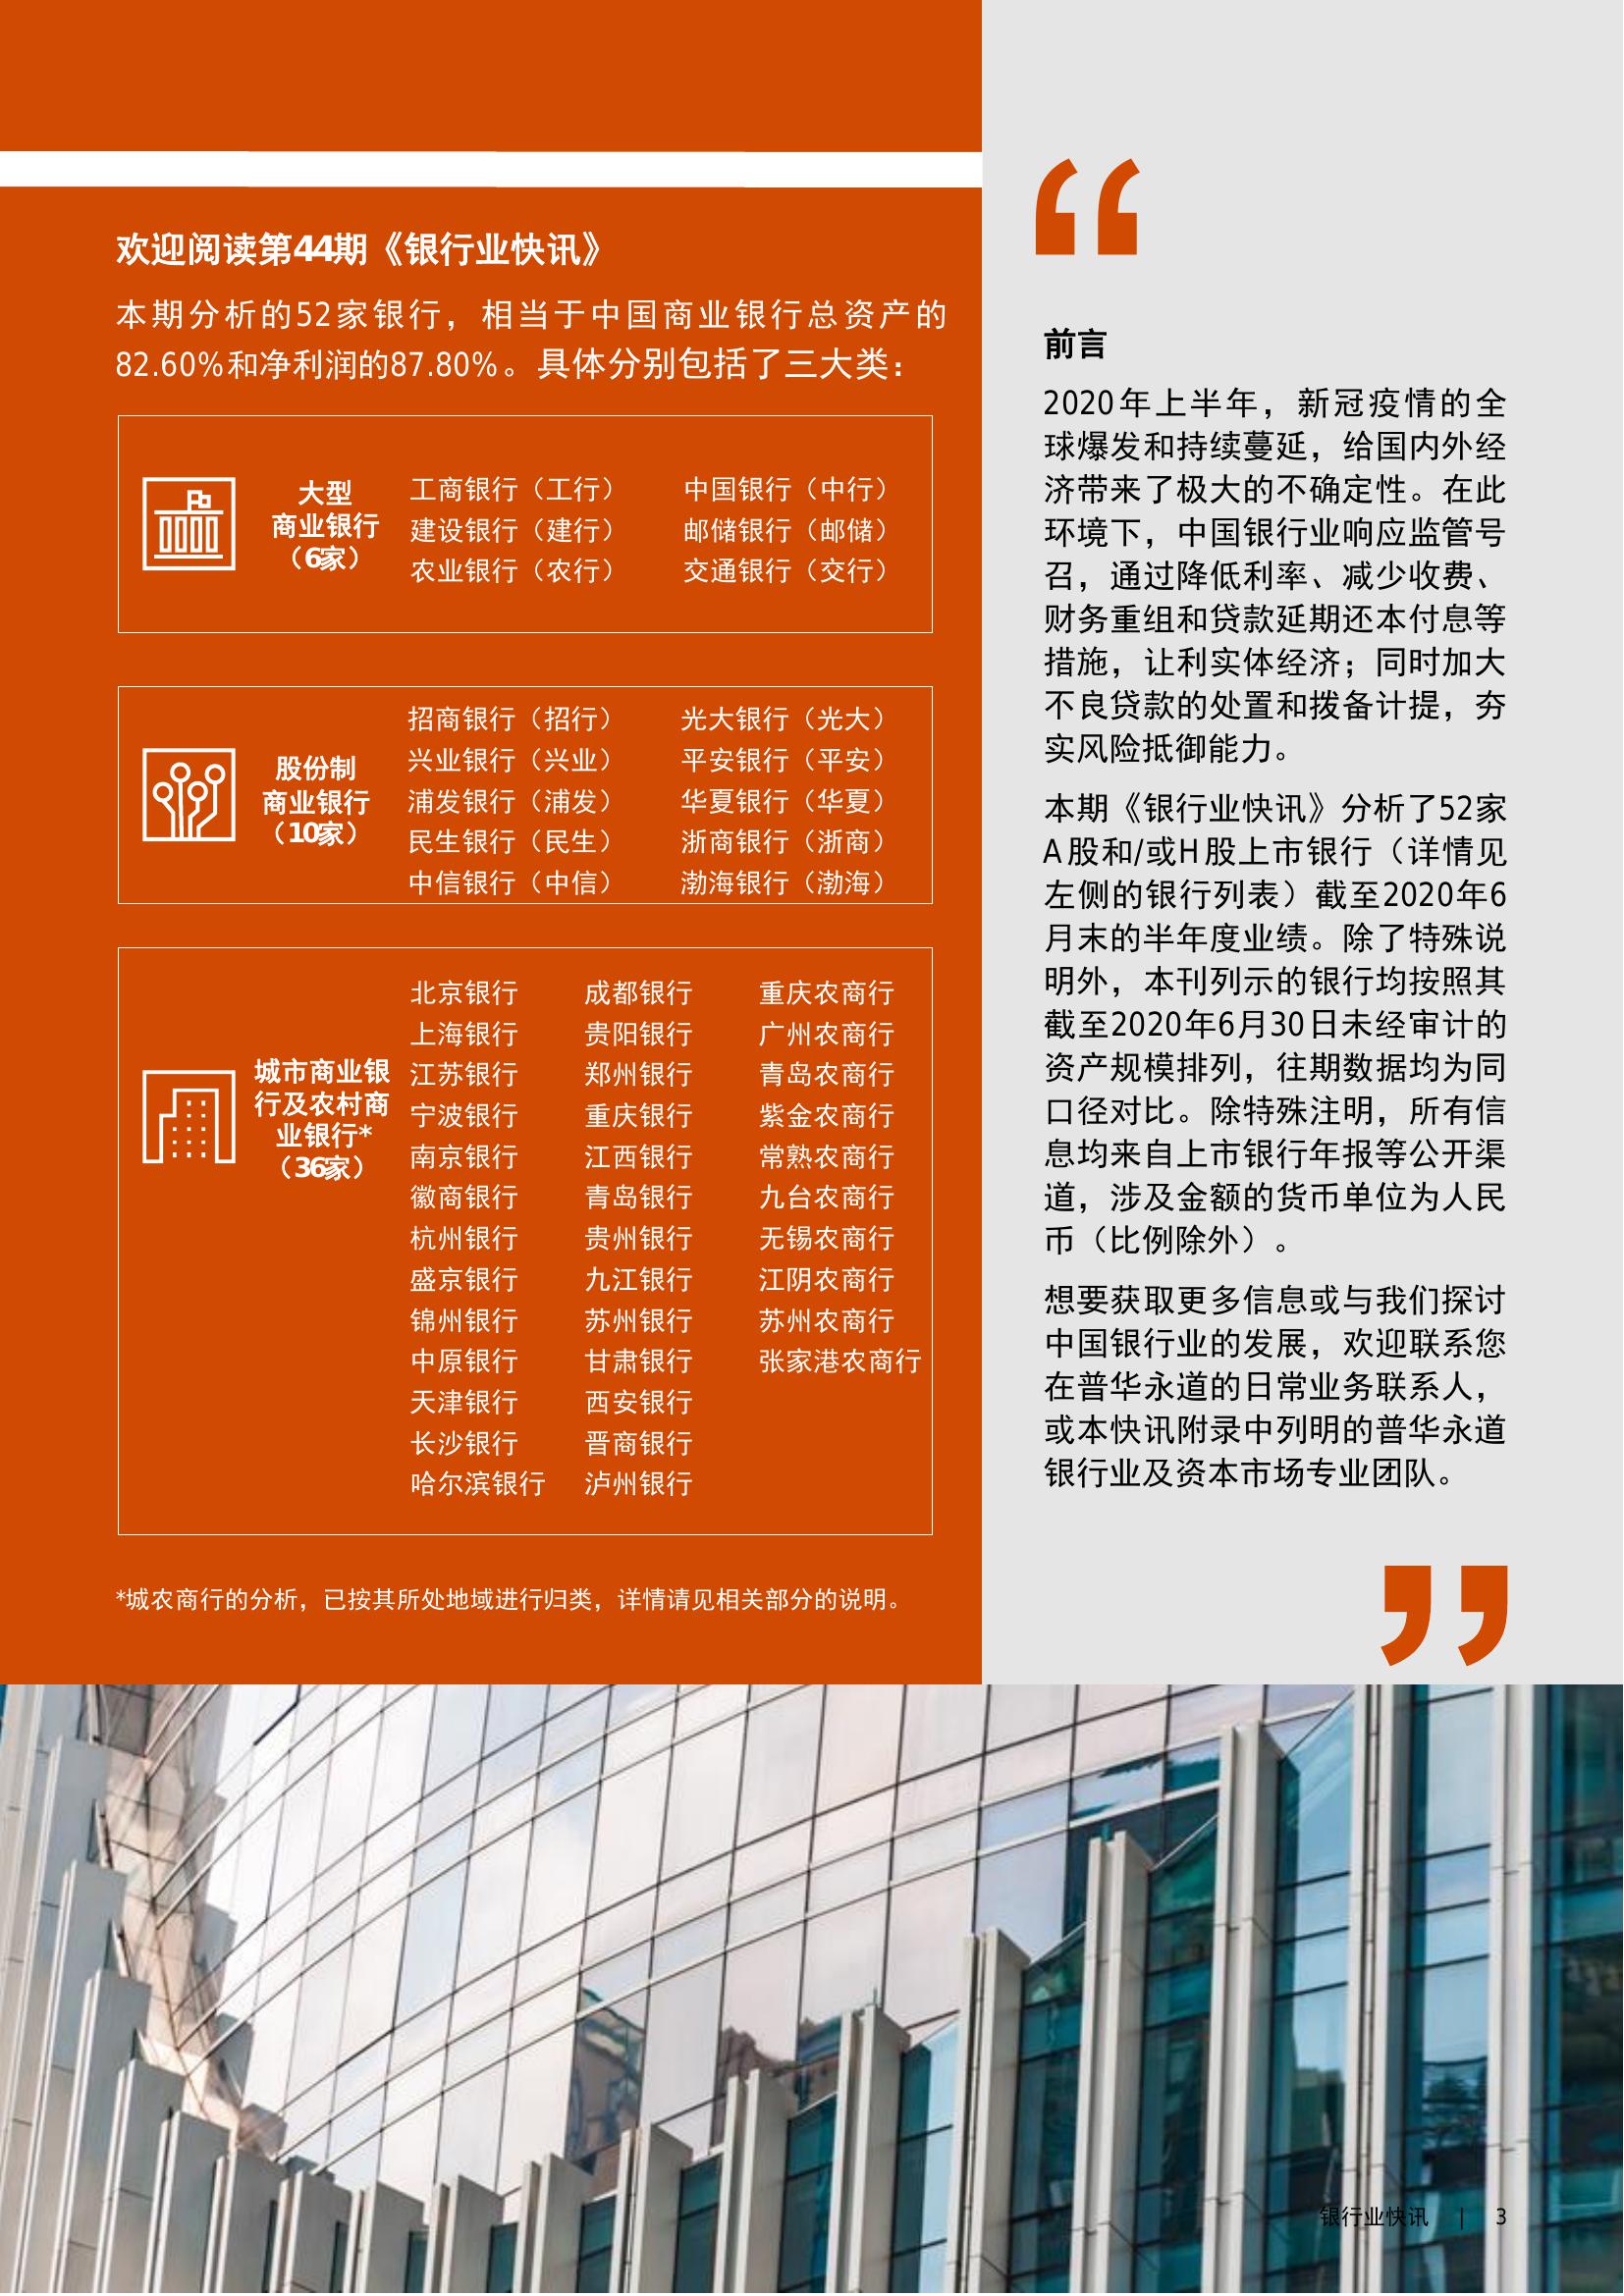 欢迎阅读第44期《银行业快讯》
本期分析的52家银行，相当于中国商业银行总资产的
82.60%和净利润的87.80%。具体分别包括了三大类：
大型
商业银行
（6家）
工商银行（工行） 中国银行（中行）
建设银行（建行） 邮储银行（邮储）
农业银行（农行） 交通银行（交行）
股份制
商业银行
（10家）
招商银行（招行） 光大银行（光大）
兴业银行（兴业） 平安银行（平安）
浦发银行（浦发） 华夏银行（华夏）
民生银行（民生） 浙商银行（浙商）
中信银行（中信） 渤海银行（渤海）
城市商业银
行及农村商
业银行*
（36家）
北京银行 成都银行 重庆农商行
上海银行 贵阳银行 广州农商行
江苏银行 郑州银行 青岛农商行
宁波银行 重庆银行 紫金农商行
南京银行 江西银行 常熟农商行
徽商银行 青岛银行 九台农商行
杭州银行 贵州银行 无锡农商行
盛京银行 九江银行 江阴农商行
锦州银行 苏州银行 苏州农商行
中原银行 甘肃银行 张家港农商行
天津银行 西安银行
长沙银行 晋商银行
哈尔滨银行 泸州银行
*城农商行的分析，已按其所处地域进行归类，详情请见相关部分的说明。
“
前言
2020年上半年，新冠疫情的全
球爆发和持续蔓延，给国内外经
济带来了极大的不确定性。在此
环境下，中国银行业响应监管号
召，通过降低利率、减少收费、
财务重组和贷款延期还本付息等
措施，让利实体经济；同时加大
不良贷款的处置和拨备计提，夯
实风险抵御能力。
本期《银行业快讯》分析了52家
A股和/或H股上市银行（详情见
左侧的银行列表）截至2020年6
月末的半年度业绩。除了特殊说
明外，本刊列示的银行均按照其
截至2020年6月30日未经审计的
资产规模排列，往期数据均为同
口径对比。除特殊注明，所有信
息均来自上市银行年报等公开渠
道，涉及金额的货币单位为人民
币（比例除外）。
想要获取更多信息或与我们探讨
中国银行业的发展，欢迎联系您
在普华永道的日常业务联系人，
或本快讯附录中列明的普华永道
银行业及资本市场专业团队。
”
银行业快讯 | 3